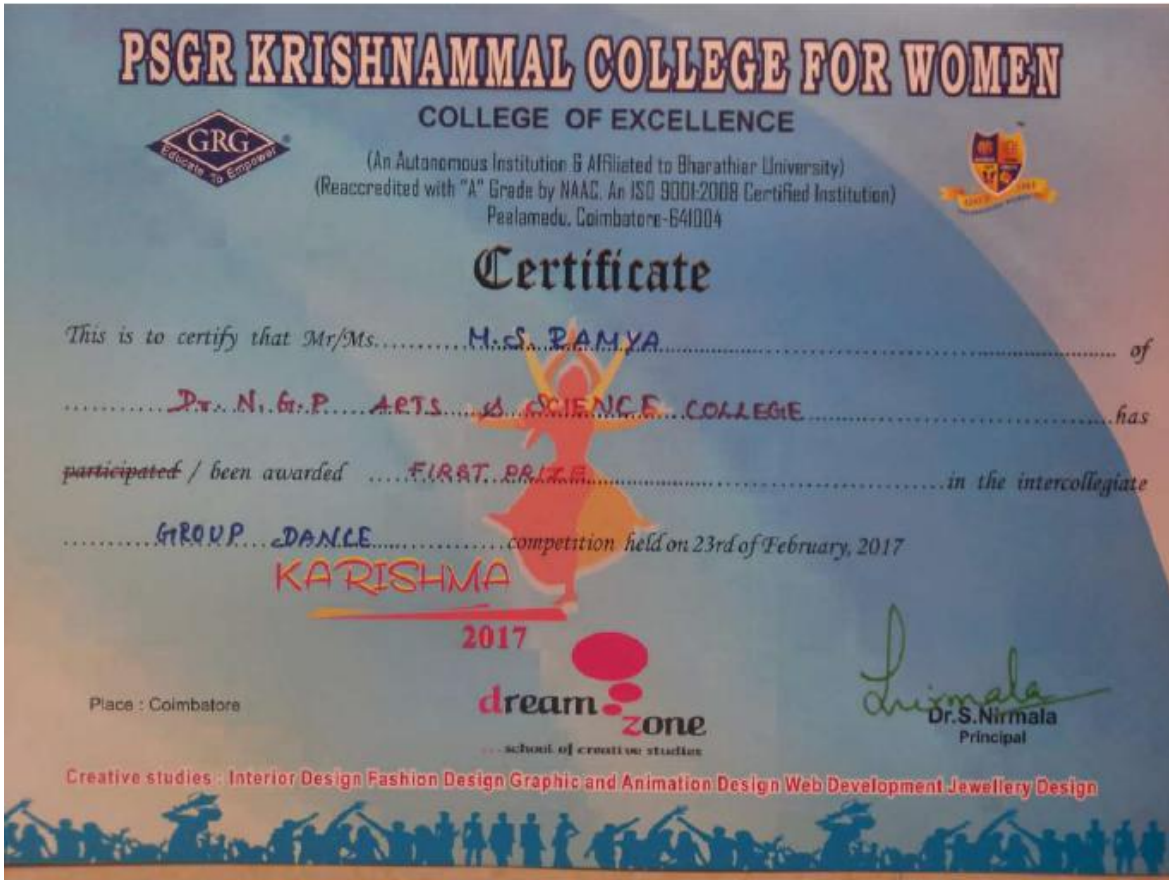 PSGR KRISHNAMMAL COLLEGE FOR WOMEN
COLLEGE OF EXCELLENCE
GRG
Educate To Empower
(An Autonomous Institution & Affiliated to Bharathiar University)
(Reaccredited with "A" Grade by NAAC, An ISO 9001:2008 Certified Institution)
Peelamedu, Coimbatore-641004
Certificate
This is to certify that Mr/Ms. M.S. RAMYA of
Dr. N.G.P ARTS & SCIENCE COLLEGE has
participated / been awarded FIRST PRIZE in the intercollegiate
GROUP DANCE competition held on 23rd of February, 2017
KARISHMA
2017
Place : Coimbatore
dream
zone
... school of creative studies
Nirmala
Dr.S.Nirmala
Principal
Creative studies : Interior Design Fashion Design Graphic and Animation Design Web Development Jewellery Design